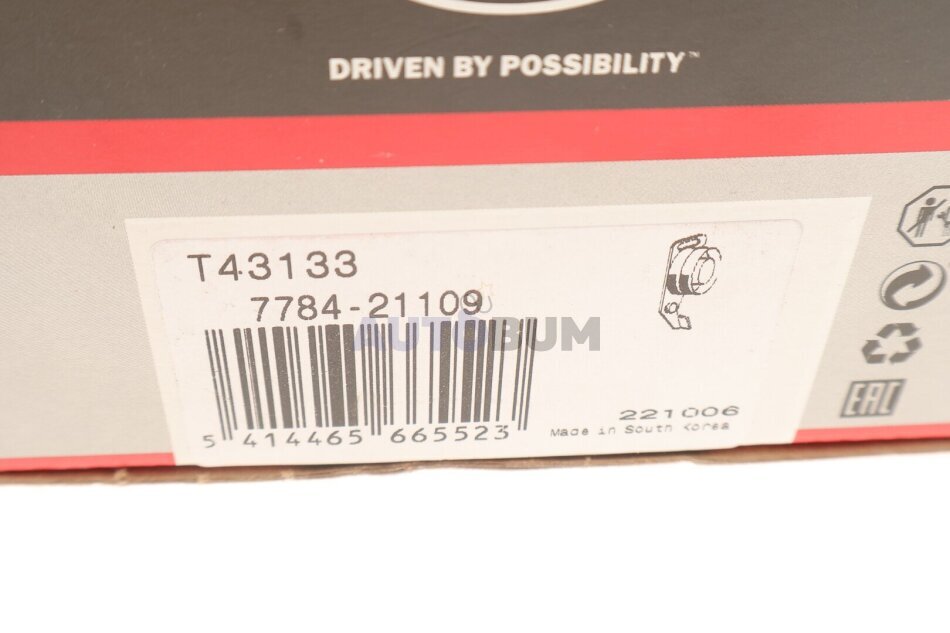 DRIVEN BY POSSIBILITY™
T43133
7784-21109
AUTOBUM
5 414465 665523
221006
Made in South Korea
EAC